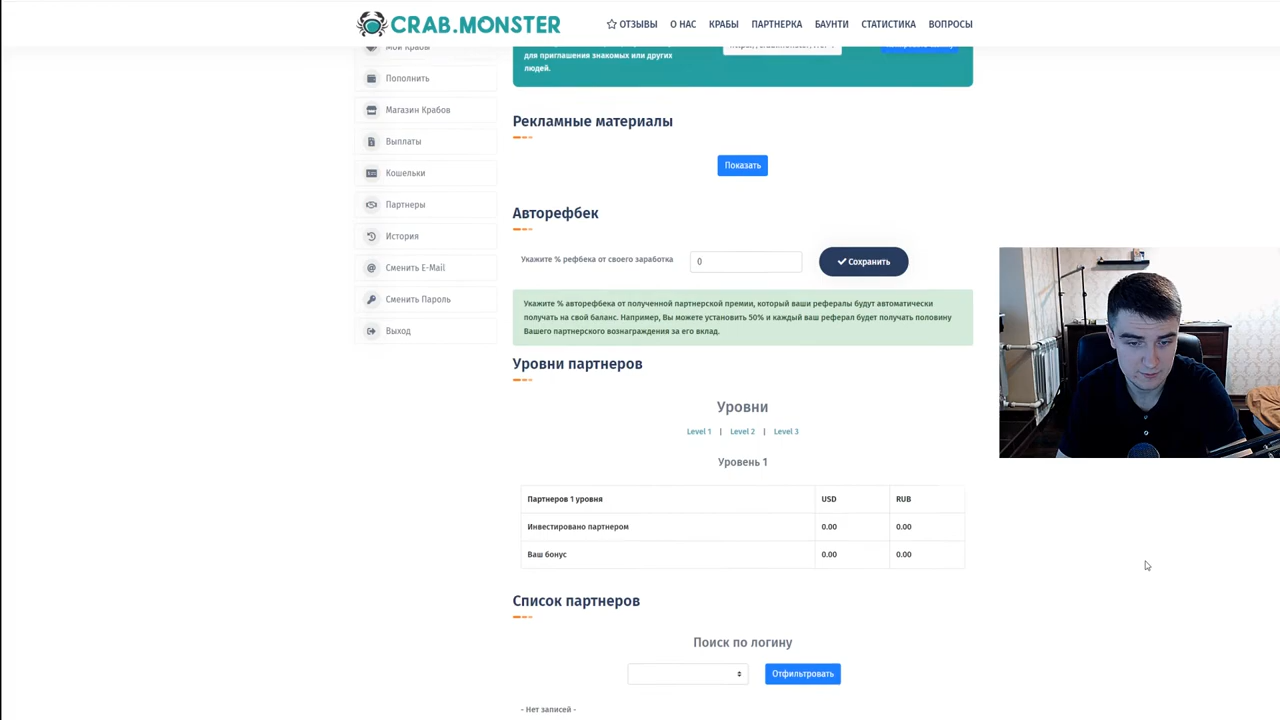 CRAB.MONSTER
ОТЗЫВЫ О НАС КРАБЫ ПАРТНЕРКА БАУНТИ СТАТИСТИКА ВОПРОСЫ
Мои Крабы
Пополнить
Магазин Крабов
Выплаты
Кошельки
Партнеры
История
Сменить E-Mail
Сменить Пароль
Выход
для приглашения знакомых или других
людей.
Рекламные материалы
Показать
Авторефбек
Укажите % рефбека от своего заработка
0
Сохранить
Укажите % авторефбека от полученной партнерской премии, который ваши рефералы будут автоматически
получать на свой баланс. Например, Вы можете установить 50% и каждый ваш реферал будет получать половину
Вашего партнерского вознаграждения за его вклад.
Уровни партнеров
Уровни
Level 1 | Level 2 | Level 3
Уровень 1
Партнеров 1 уровня USD RUB
Инвестировано партнером 0.00 0.00
Ваш бонус 0.00 0.00
Список партнеров
Поиск по логину
Отфильтровать
- Нет записей -